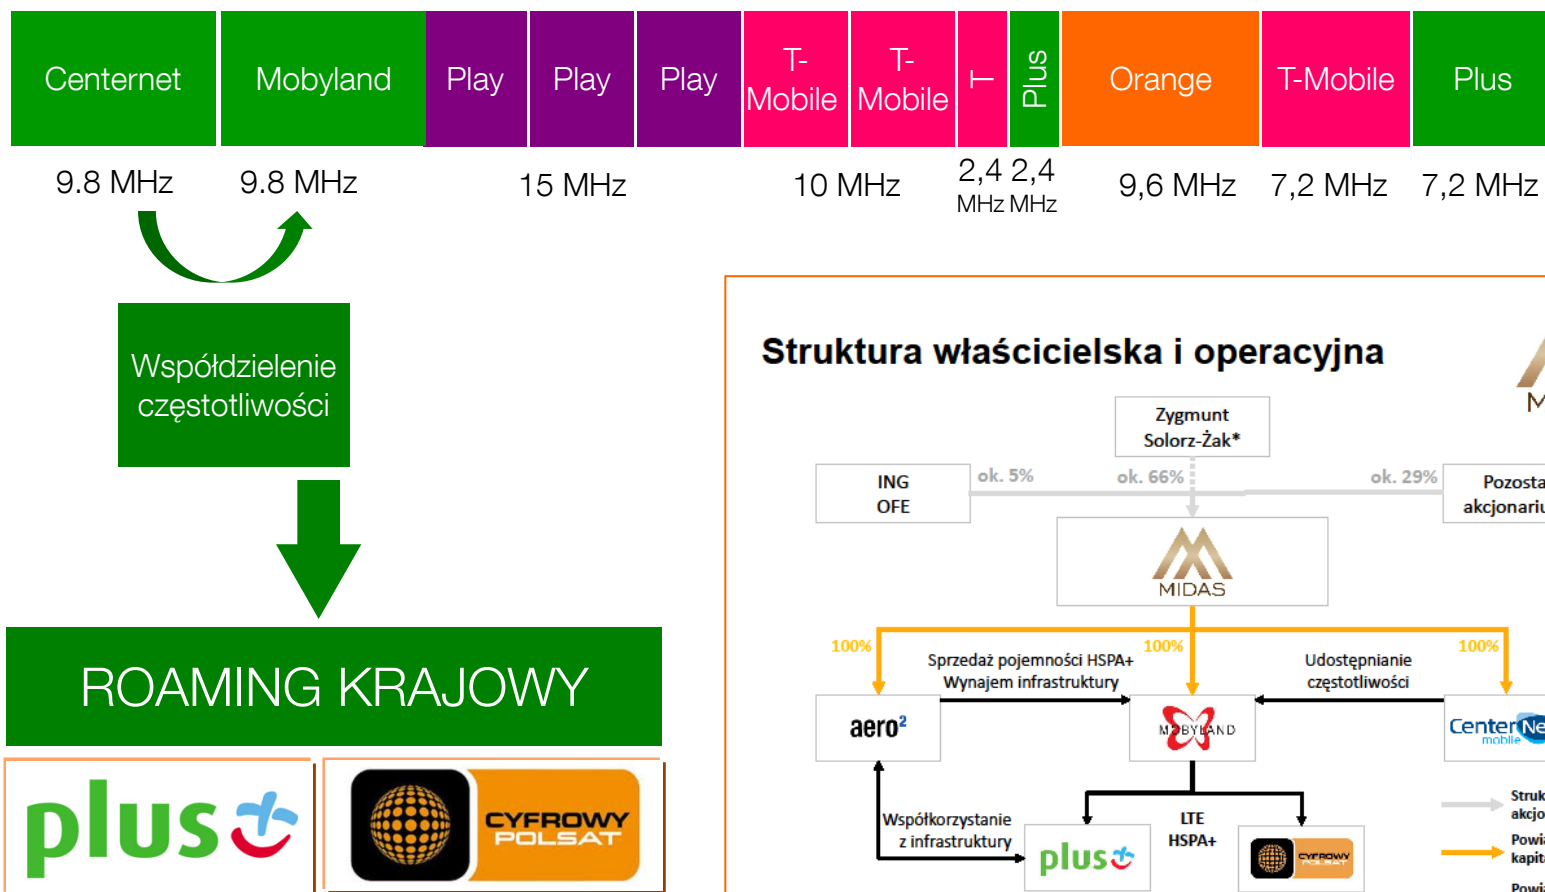 Centernet
Mobyland
Play
Play
Play
T-
Mobile
T-
Mobile
T
Plus
Orange
T-Mobile
Plus
9.8 MHz
9.8 MHz
15 MHz
10 MHz
2,4
MHz
2,4
MHz
9,6 MHz
7,2 MHz
7,2 MHz
Współdzielenie
częstotliwości
ROAMING KRAJOWY
plus
CYFROWY
POLSAT
Struktura właścicielska i operacyjna
Zygmunt
Solorz-Żak*
ING
OFE
ok. 5%
ok. 66%
ok. 29%
MIDAS
100%
100%
100%
Sprzedaż pojemności HSPA+
Wynajem infrastruktury
Udostępnianie
częstotliwości
aero²
MOBYLAND
Center
mobile
Współkorzystanie
z infrastruktury
LTE
HSPA+
plus
CYFROWY
POLSAT